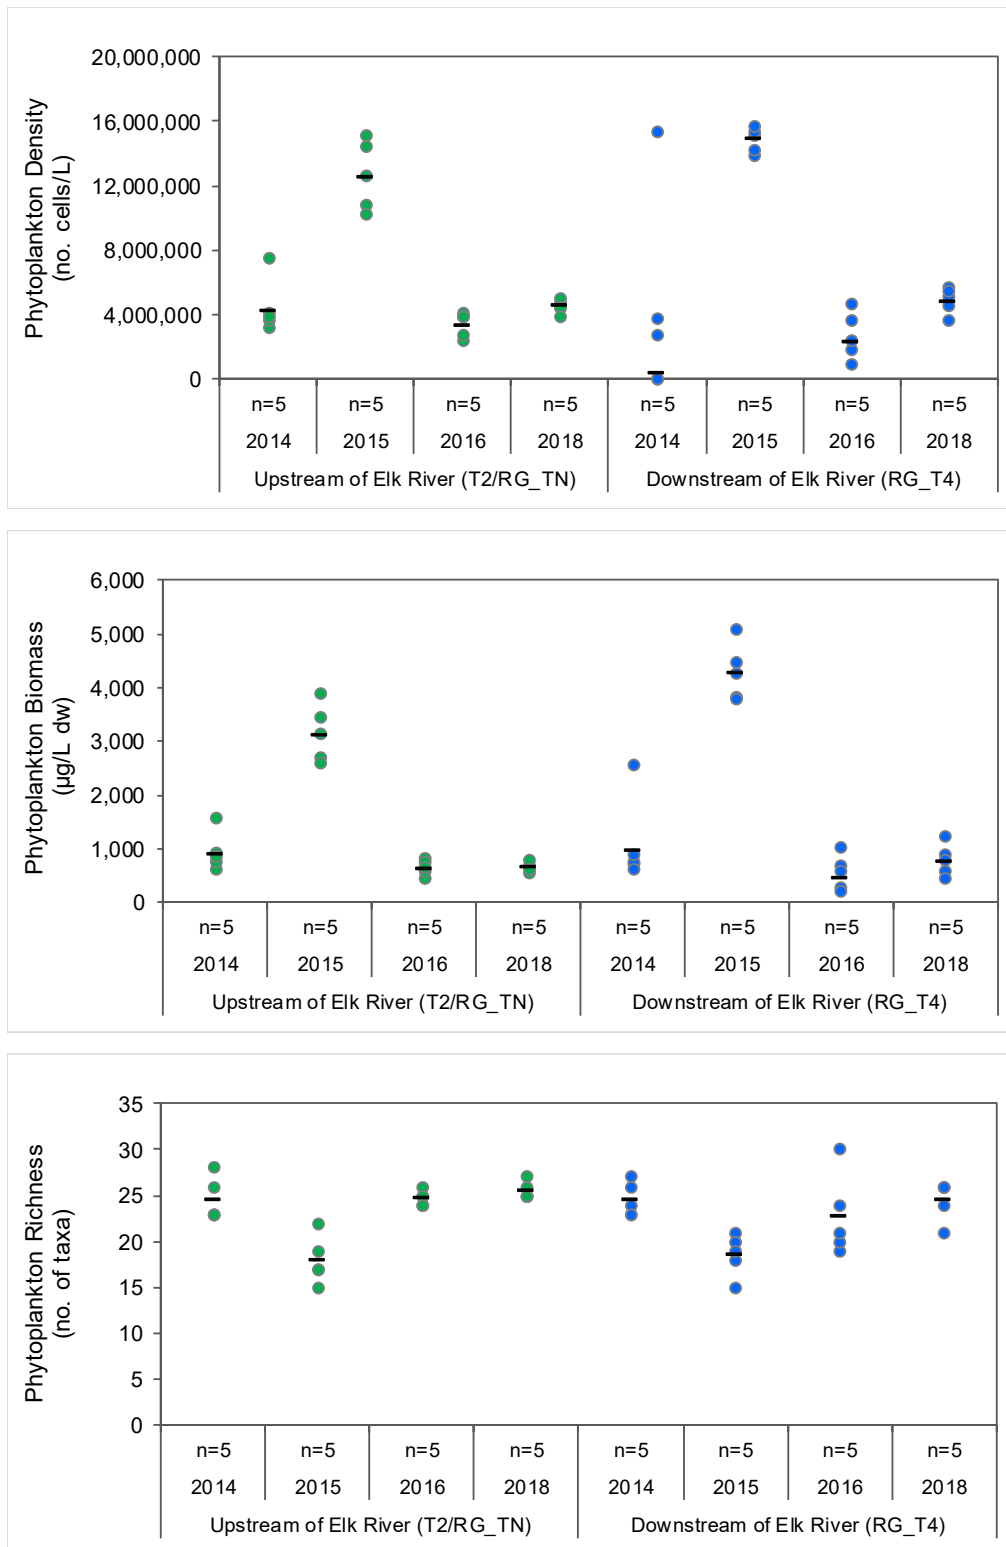 Phytoplankton Density
(no. cells/L)
20,000,000
16,000,000
12,000,000
8,000,000
4,000,000
0
n=5 n=5 n=5 n=5 n=5 n=5 n=5 n=5
2014 2015 2016 2018 2014 2015 2016 2018
Upstream of Elk River (T2/RG_TN) Downstream of Elk River (RG_T4)
Phytoplankton Biomass
(µg/L dw)
6,000
5,000
4,000
3,000
2,000
1,000
0
n=5 n=5 n=5 n=5 n=5 n=5 n=5 n=5
2014 2015 2016 2018 2014 2015 2016 2018
Upstream of Elk River (T2/RG_TN) Downstream of Elk River (RG_T4)
Phytoplankton Richness
(no. of taxa)
35
30
25
20
15
10
5
0
n=5 n=5 n=5 n=5 n=5 n=5 n=5 n=5
2014 2015 2016 2018 2014 2015 2016 2018
Upstream of Elk River (T2/RG_TN) Downstream of Elk River (RG_T4)